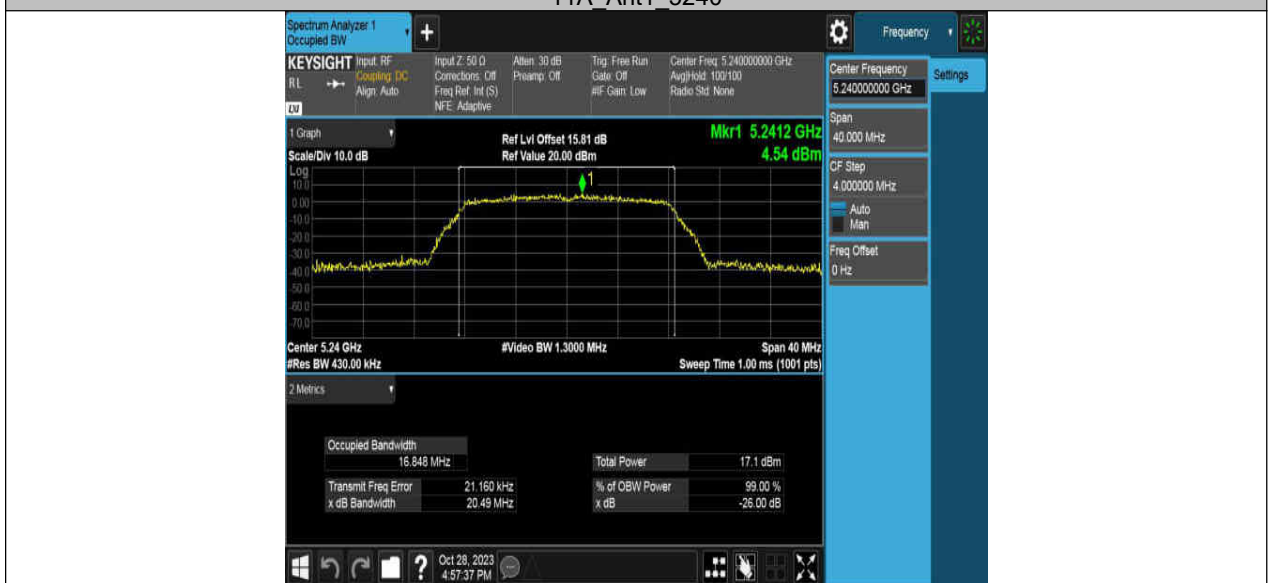 11A_Ant1_5240
Spectrum Analyzer 1
Occupied BW
+
Frequency
KEYSIGHT
RL
LXI
Input: RF
Coupling: DC
Align: Auto
Input Z: 50 Ω
Corrections: Off
Freq Ref: Int (S)
NFE: Adaptive
Atten: 30 dB
Preamp: Off
Trig: Free Run
Gate: Off
#IF Gain: Low
Center Freq: 5.240000000 GHz
Avg|Hold: 100/100
Radio Std: None
Center Frequency
5.240000000 GHz
Settings
Span
40.000 MHz
CF Step
4.000000 MHz
Auto
Man
Freq Offset
0 Hz
1 Graph
Scale/Div 10.0 dB
Ref Lvl Offset 15.81 dB
Ref Value 20.00 dBm
Mkr1 5.2412 GHz
4.54 dBm
Log
10.0
0.00
-10.0
-20.0
-30.0
-40.0
-50.0
-60.0
-70.0
1
Center 5.24 GHz
#Res BW 430.00 kHz
#Video BW 1.3000 MHz
Span 40 MHz
Sweep Time 1.00 ms (1001 pts)
2 Metrics
Occupied Bandwidth
16.848 MHz
Total Power 17.1 dBm
Transmit Freq Error 21.160 kHz
% of OBW Power 99.00 %
x dB Bandwidth 20.49 MHz
x dB -26.00 dB
?
Oct 28, 2023
4:57:37 PM